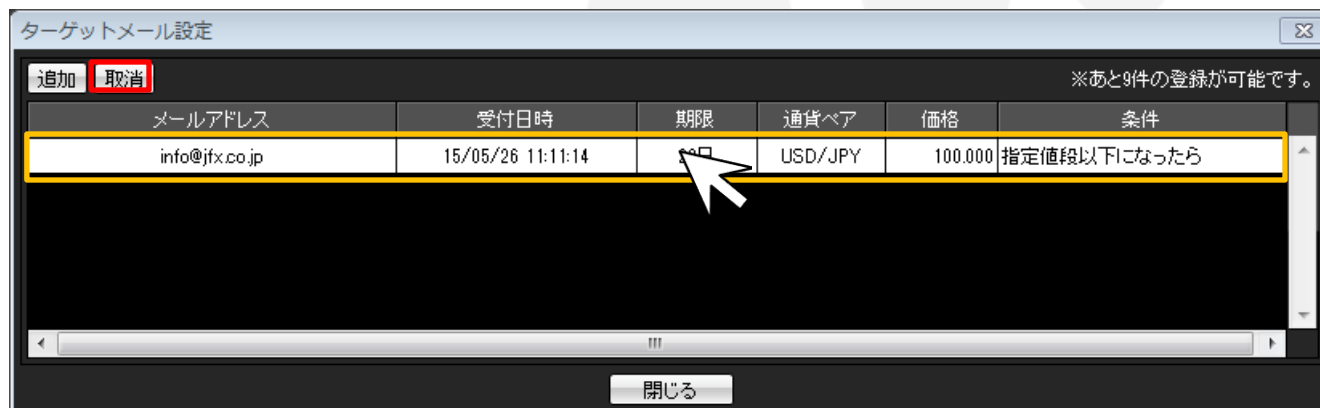 ターゲットメール設定
追加 取消 ※あと9件の登録が可能です。
メールアドレス 受付日時 期限 通貨ペア 価格 条件
info@jfx.co.jp 15/05/26 11:11:14 USD/JPY 100.000 指定値段以下になったら
閉じる